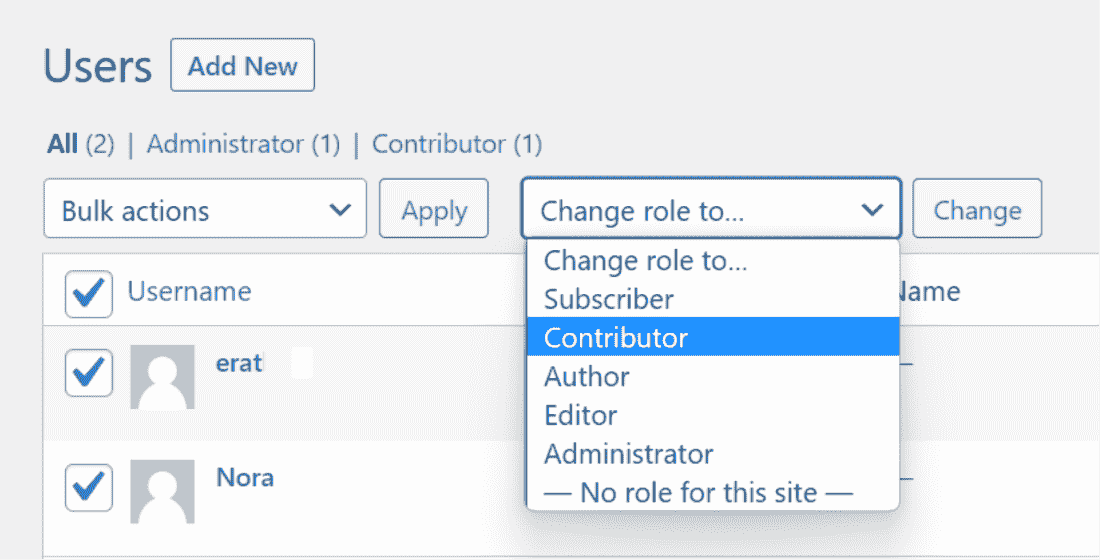 Users Add New
All (2) | Administrator (1) | Contributor (1)
Bulk actions Apply Change role to... Change
Change role to...
Username Name
Subscriber
Contributor
erat
Author
Editor
Administrator
Nora
— No role for this site —